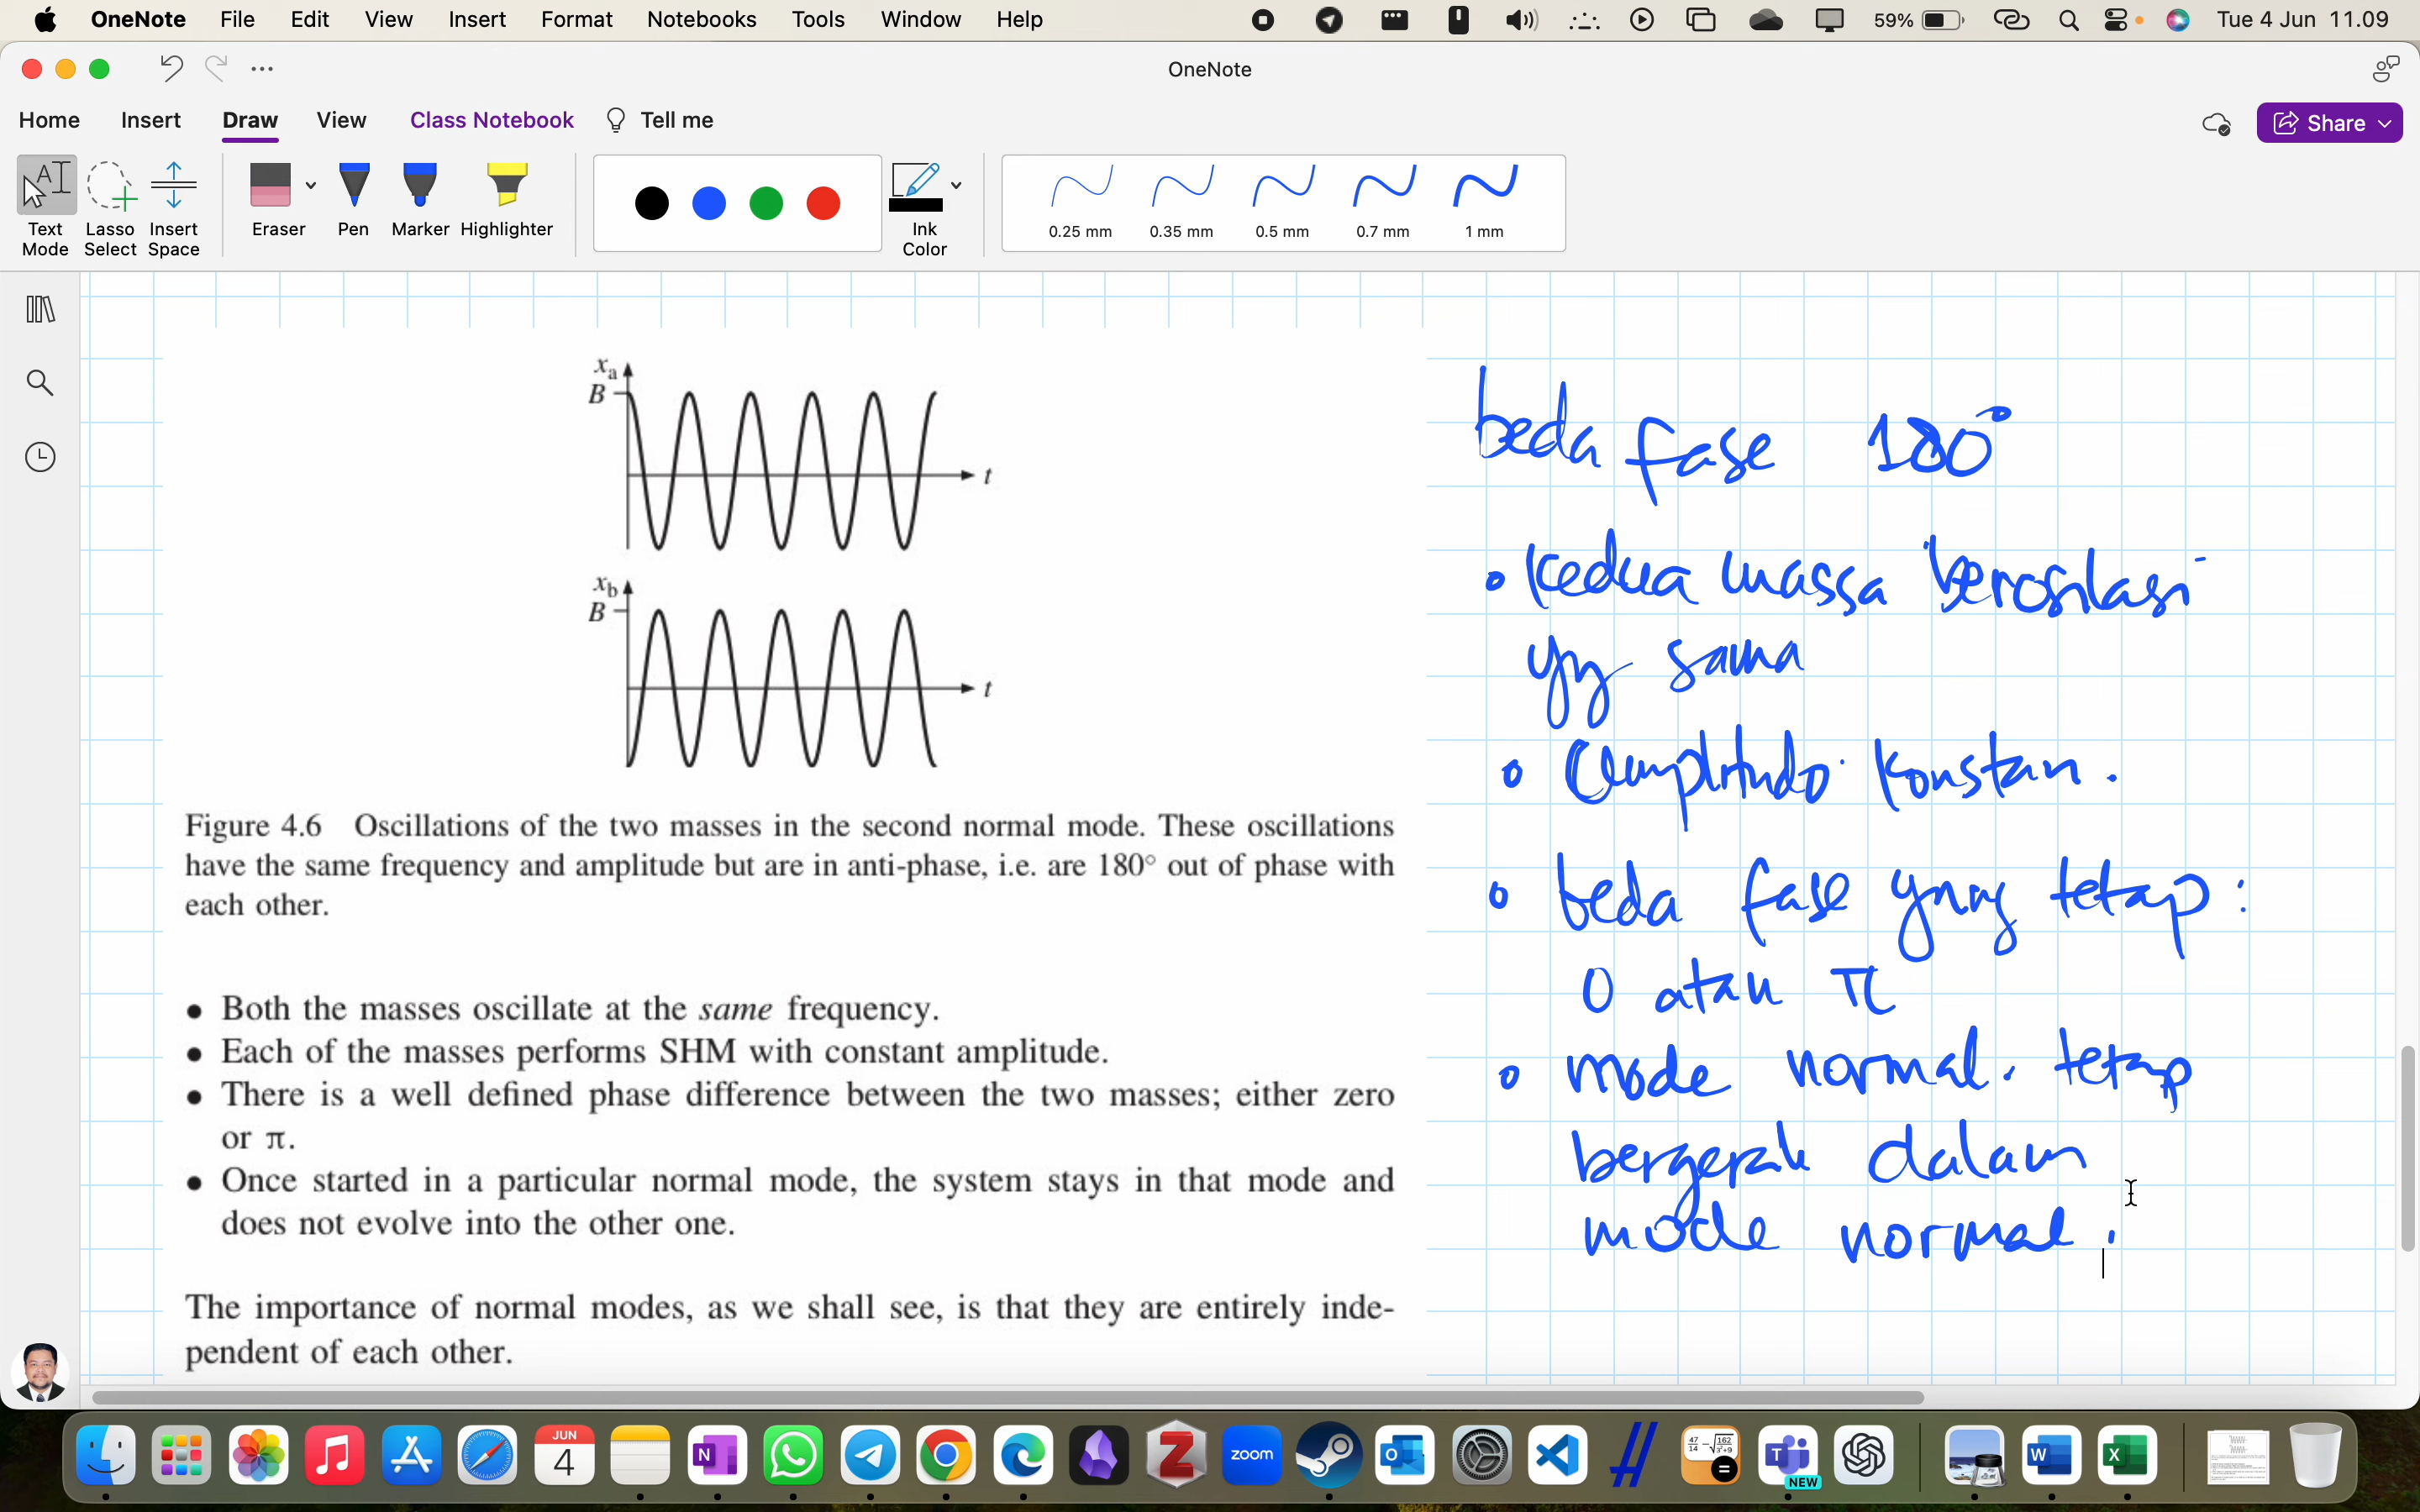 OneNote File Edit View Insert Format Notebooks Tools Window Help 59% Tue 4 Jun 11.09
OneNote
Home Insert Draw View Class Notebook Tell me Share
Text Mode
Lasso Select
Insert Space
Eraser
Pen
Marker
Highlighter
Ink Color
0.25 mm 0.35 mm 0.5 mm 0.7 mm 1 mm
xa
B
t
xb
B
t
Figure 4.6 Oscillations of the two masses in the second normal mode. These oscillations
have the same frequency and amplitude but are in anti-phase, i.e. are 180° out of phase with
each other.
• Both the masses oscillate at the same frequency.
• Each of the masses performs SHM with constant amplitude.
• There is a well defined phase difference between the two masses; either zero
or π.
• Once started in a particular normal mode, the system stays in that mode and
does not evolve into the other one.
The importance of normal modes, as we shall see, is that they are entirely inde-
pendent of each other.
beda fase 180°
• kedua massa berosilasi
yg sama
• amplitudo konstan.
• beda fase yang tetap:
0 atau π
• mode normal. tetap
bergerak dalam
mode normal.
JUN
4
zoom
NEW